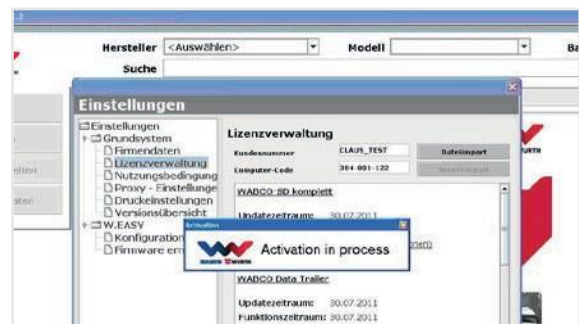 Hersteller <Auswählen> Modell
Suche
Einstellungen
Einstellungen
Grundsystem
Firmendaten
Lizenzverwaltung
Nutzungsbedingung
Proxy - Einstellunge
Druckeinstellungen
Versionsübersicht
W.EASY
Konfiguration
Firmware
Lizenzverwaltung
Kundennummer CLAUS_TEST Dateiimport
Computer-Code 304-001-122
WABCO SD komplett
Updatezeitraum: 30.07.2011
Activation
WABCO WÜRTH
Activation in process
WABCO Data Trailer
Updatezeitraum: 30.07.2011
Funktionszeitraum: 30.07.2011